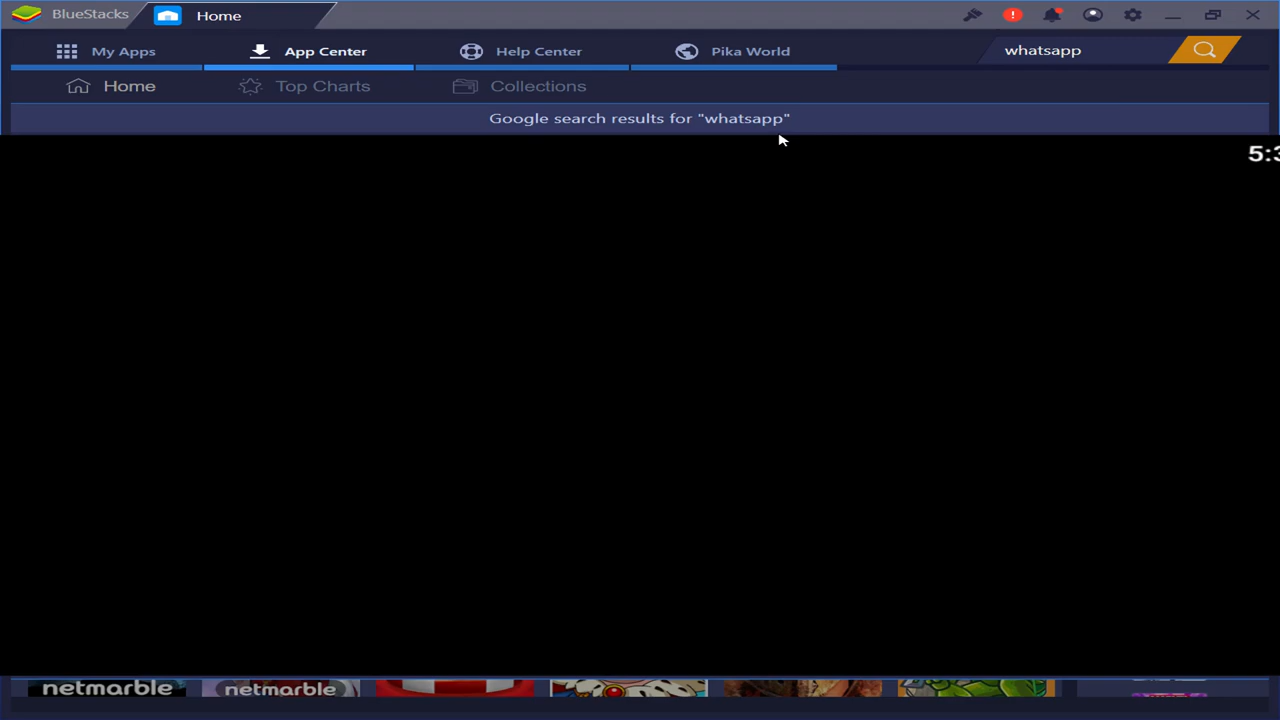 BlueStacks
Home
My Apps
App Center
Help Center
Pika World
whatsapp
Home
Top Charts
Collections
Google search results for "whatsapp"
netmarble
netmarble